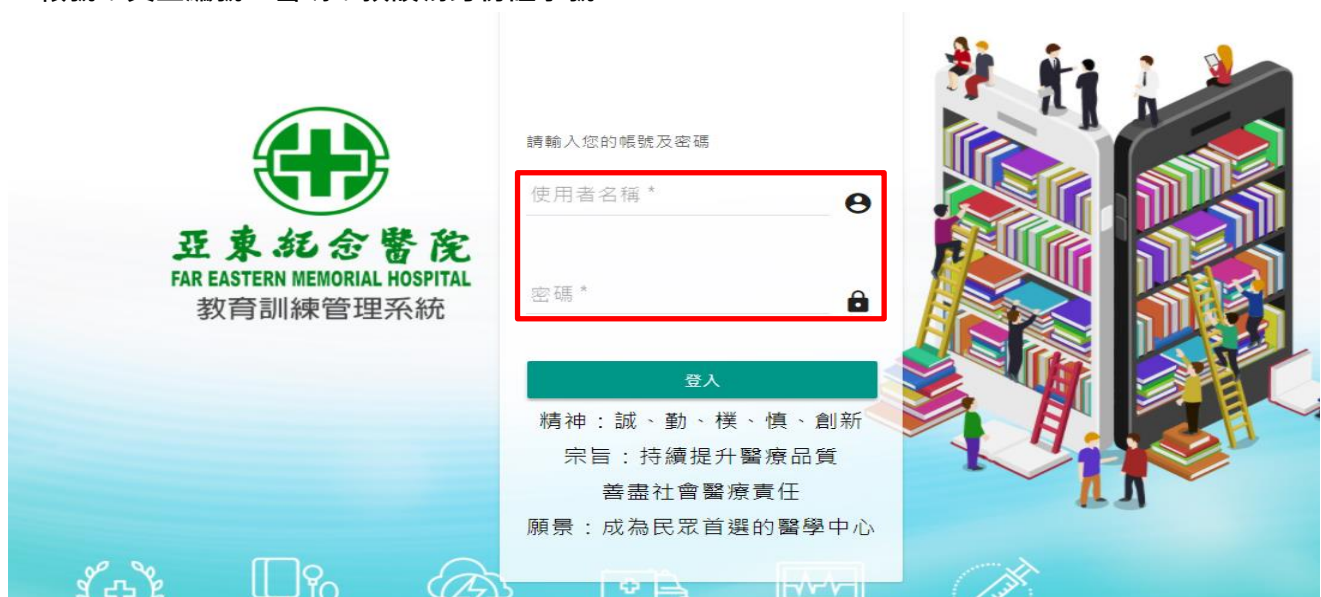 亞東紀念醫院
FAR EASTERN MEMORIAL HOSPITAL
教育訓練管理系統
請輸入您的帳號及密碼
使用者名稱 *
密碼 *
登入
精神：誠、勤、樸、慎、創新
宗旨：持續提升醫療品質
善盡社會醫療責任
願景：成為民眾首選的醫學中心